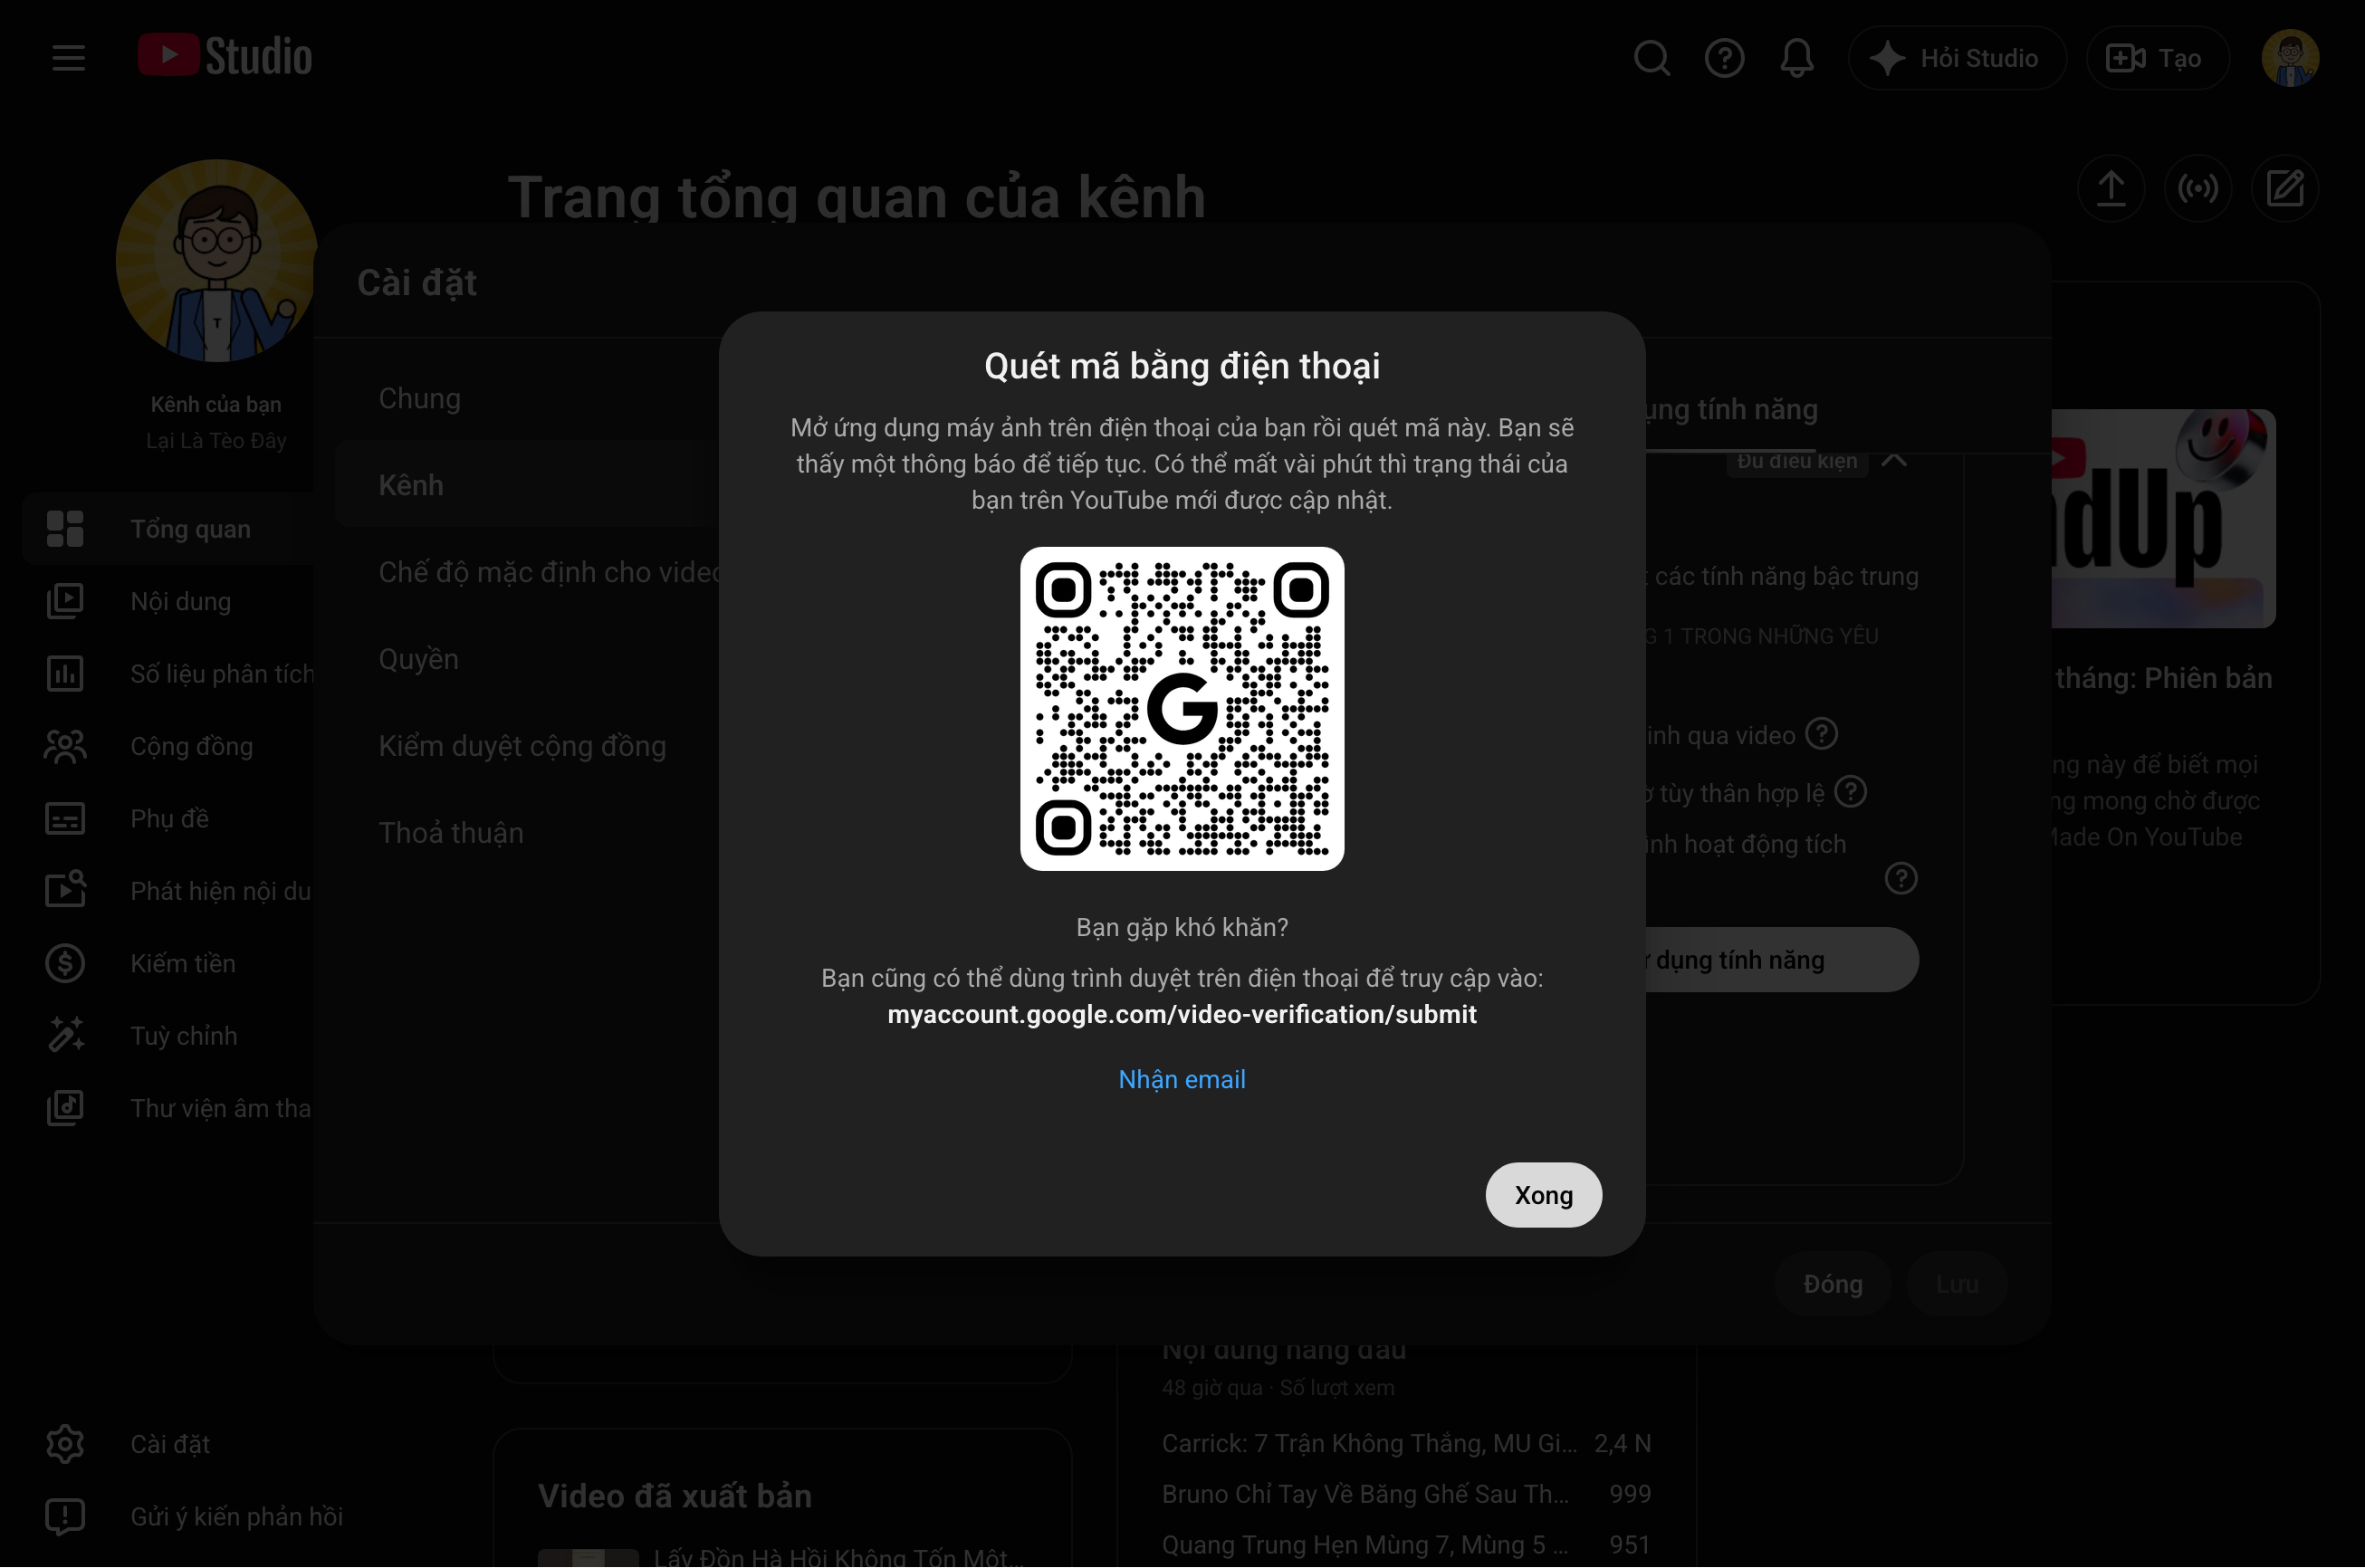 Studio
Hỏi Studio
Tạo
Trang tổng quan của kênh
Kênh của bạn
Lại Là Tèo Đây
Tổng quan
Nội dung
Số liệu phân tích
Cộng đồng
Phụ đề
Phát hiện nội du
Kiếm tiền
Tuỳ chỉnh
Thư viện âm tha
Cài đặt
Gửi ý kiến phản hồi
Cài đặt
Chung
Kênh
Chế độ mặc định cho video
Quyền
Kiểm duyệt cộng đồng
Thoả thuận
Quét mã bằng điện thoại
Mở ứng dụng máy ảnh trên điện thoại của bạn rồi quét mã này. Bạn sẽ
thấy một thông báo để tiếp tục. Có thể mất vài phút thì trạng thái của
bạn trên YouTube mới được cập nhật.
G
Bạn gặp khó khăn?
Bạn cũng có thể dùng trình duyệt trên điện thoại để truy cập vào:
myaccount.google.com/video-verification/submit
Nhận email
Xong
ụng tính năng
Đủ điều kiện
các tính năng bậc trung
G 1 TRONG NHỮNG YÊU
inh qua video
tùy thân hợp lệ
ình hoạt động tích
dụng tính năng
Đóng
Lưu
ndUp
tháng: Phiên bản
ng này để biết mọi
ng mong chờ được
Made On YouTube
Nội dung hàng đầu
48 giờ qua · Số lượt xem
Carrick: 7 Trận Không Thắng, MU Gi... 2,4 N
Bruno Chỉ Tay Về Băng Ghế Sau Th... 999
Quang Trung Hẹn Mùng 7, Mùng 5 ... 951
Video đã xuất bản
Lấy Đồn Hà Hồi Không Tốn Một...